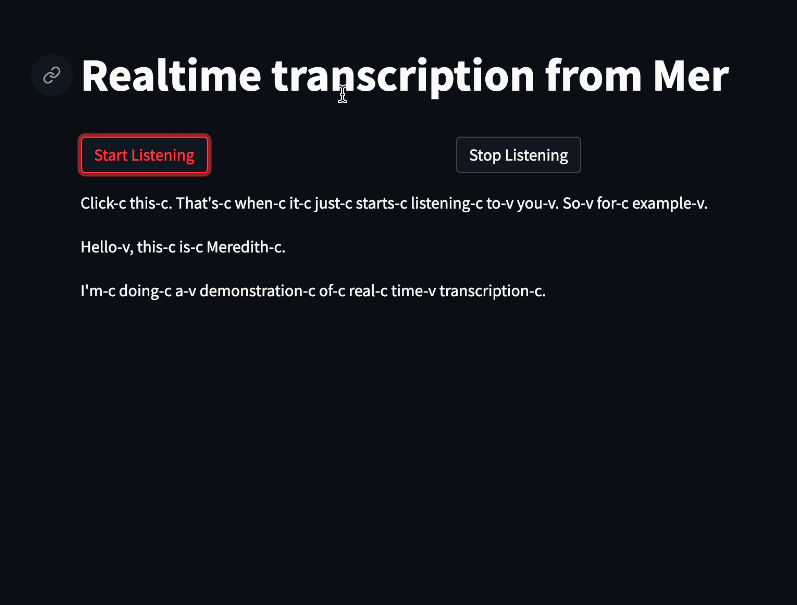 Realtime transcription from Mer
Start Listening
Stop Listening
Click-c this-c. That's-c when-c it-c just-c starts-c listening-c to-v you-v. So-v for-c example-v.
Hello-v, this-c is-c Meredith-c.
I'm-c doing-c a-v demonstration-c of-c real-c time-v transcription-c.